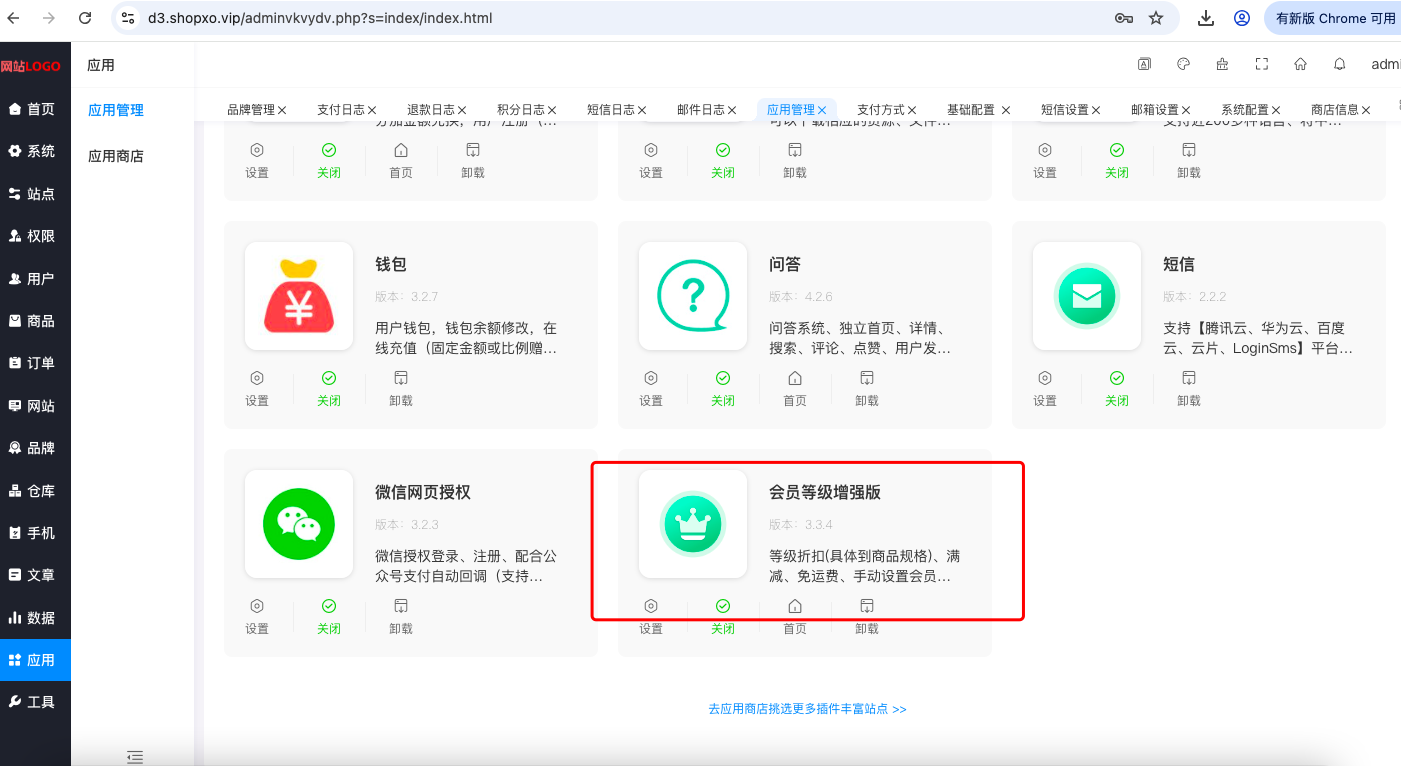 d3.shopxo.vip/adminvkvydv.php?s=index/index.html
有新版 Chrome 可用
网站LOGO
应用
admi
首页
系统
站点
权限
用户
商品
订单
网站
品牌
仓库
手机
文章
数据
应用
工具
应用管理
应用商店
品牌管理 支付日志 退款日志 积分日志 短信日志 邮件日志 应用管理 支付方式 基础配置 短信设置 邮箱设置 系统配置 商店信息
设置 关闭 首页 卸载
设置 关闭 卸载
设置 关闭 卸载
钱包
版本：3.2.7
用户钱包，钱包余额修改，在
线充值（固定金额或比例赠...
设置 关闭 卸载
问答
版本：4.2.6
问答系统、独立首页、详情、
搜索、评论、点赞、用户发...
设置 关闭 首页 卸载
短信
版本：2.2.2
支持【腾讯云、华为云、百度
云、云片、LoginSms】平台...
设置 关闭 卸载
微信网页授权
版本：3.2.3
微信授权登录、注册、配合公
众号支付自动回调（支持...
设置 关闭 卸载
会员等级增强版
版本：3.3.4
等级折扣(具体到商品规格)、满
减、免运费、手动设置会员...
设置 关闭 首页 卸载
去应用商店挑选更多插件丰富站点 >>